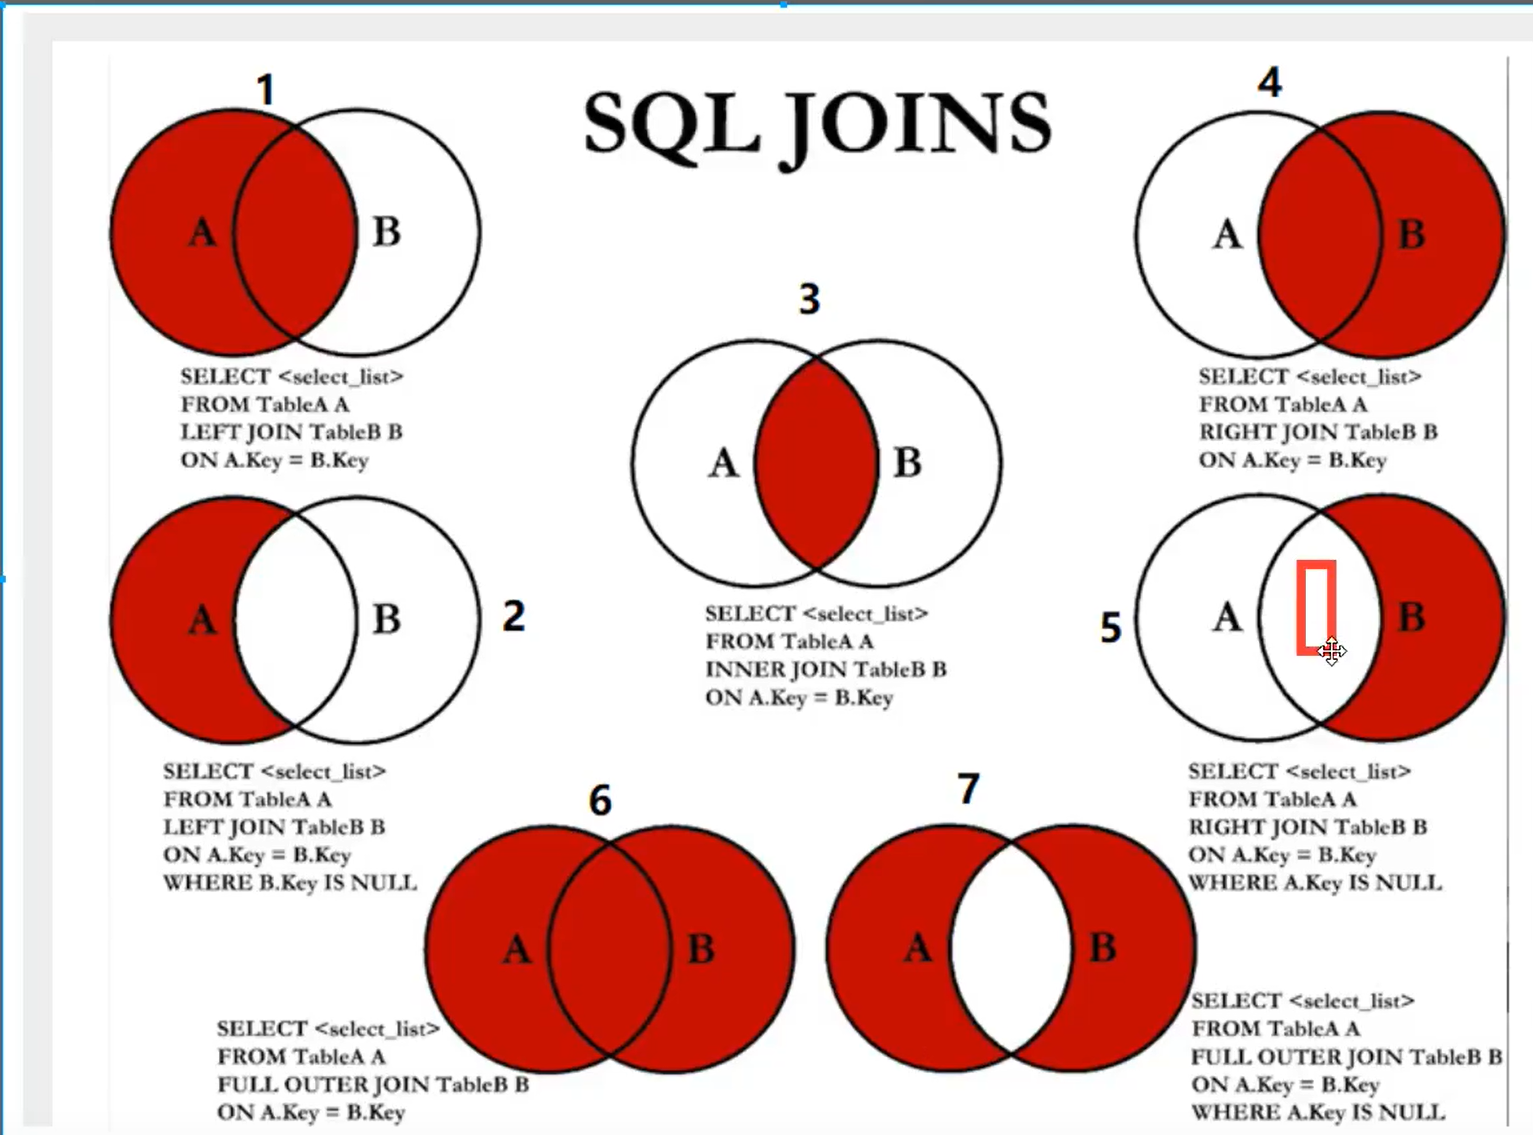 SQL JOINS
1
A B
SELECT <select_list>
FROM TableA A
LEFT JOIN TableB B
ON A.Key = B.Key
A B
2
SELECT <select_list>
FROM TableA A
LEFT JOIN TableB B
ON A.Key = B.Key
WHERE B.Key IS NULL
3
A B
SELECT <select_list>
FROM TableA A
INNER JOIN TableB B
ON A.Key = B.Key
4
A B
SELECT <select_list>
FROM TableA A
RIGHT JOIN TableB B
ON A.Key = B.Key
5
A B
SELECT <select_list>
FROM TableA A
RIGHT JOIN TableB B
ON A.Key = B.Key
WHERE A.Key IS NULL
6
A B
SELECT <select_list>
FROM TableA A
FULL OUTER JOIN TableB B
ON A.Key = B.Key
7
A B
SELECT <select_list>
FROM TableA A
FULL OUTER JOIN TableB B
ON A.Key = B.Key
WHERE A.Key IS NULL